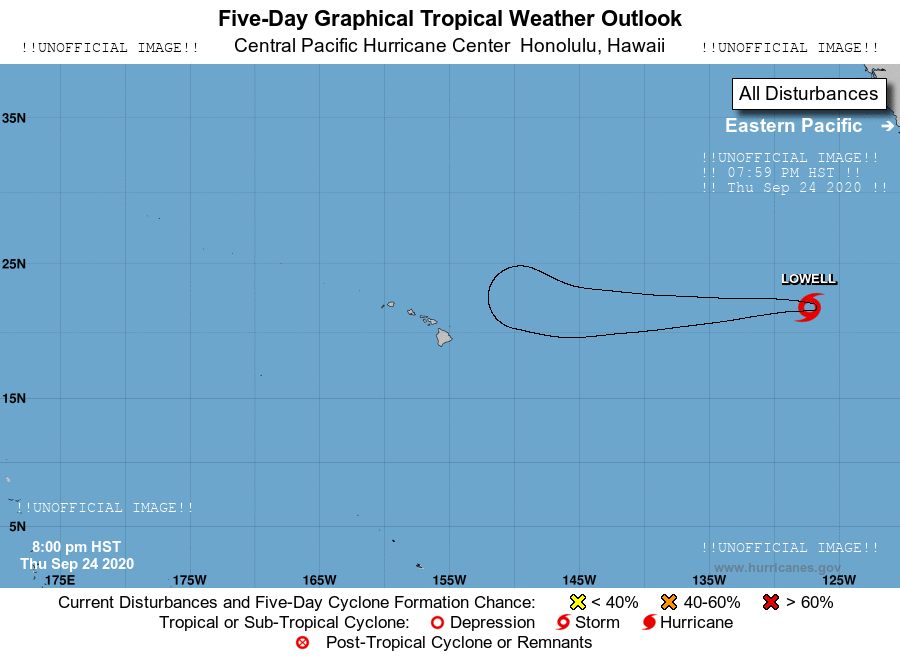 Five-Day Graphical Tropical Weather Outlook
!!UNOFFICIAL IMAGE!! Central Pacific Hurricane Center Honolulu, Hawaii !!UNOFFICIAL IMAGE!!
All Disturbances
35N
Eastern Pacific →
!!UNOFFICIAL IMAGE!!
!! 07:59 PM HST !!
!! Thu Sep 24 2020 !!
25N
LOWELL
15N
!!UNOFFICIAL IMAGE!!
5N
8:00 pm HST
Thu Sep 24 2020
!!UNOFFICIAL IMAGE!!
www.hurricanes.gov
175E 175W 165W 155W 145W 135W 125W
Current Disturbances and Five-Day Cyclone Formation Chance: < 40% 40-60% > 60%
Tropical or Sub-Tropical Cyclone: Depression Storm Hurricane
Post-Tropical Cyclone or Remnants